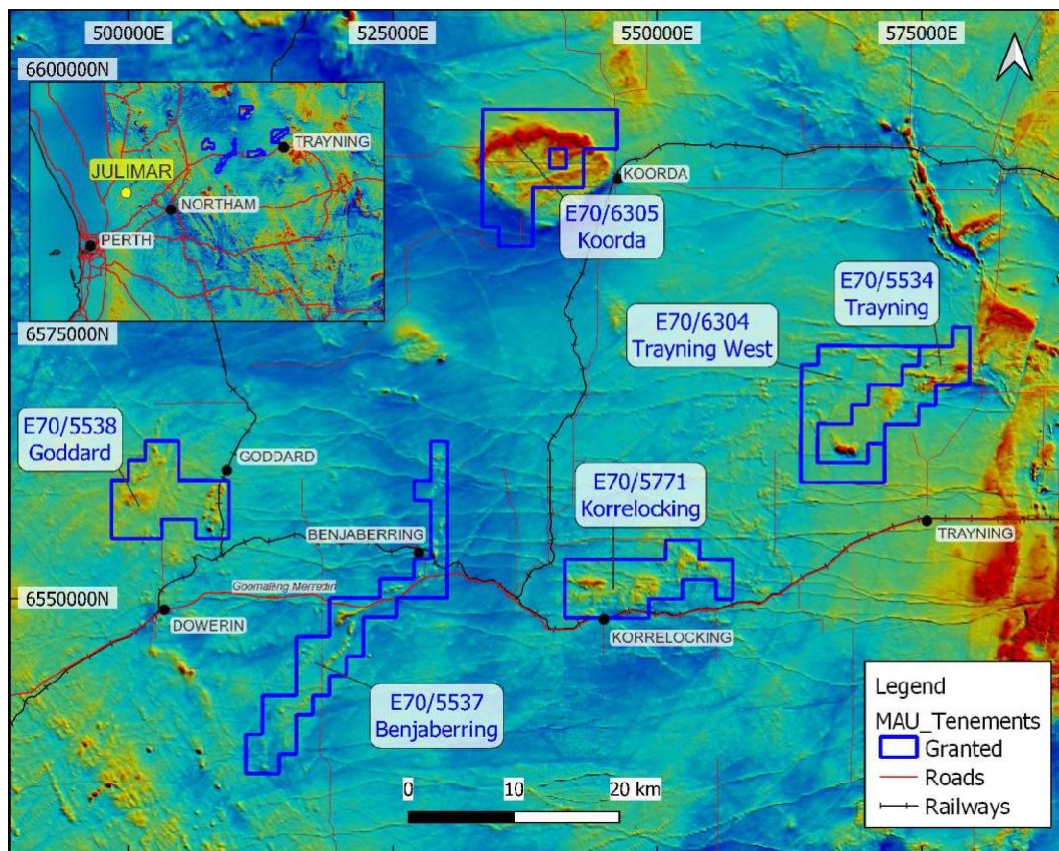 500000E
525000E
550000E
575000E
6600000N
TRAYNING
JULIMAR
NORTHAM
PERTH
KOORDA
E70/6305
Koorda
E70/5534
Trayning
E70/6304
Trayning West
6575000N
E70/5538
Goddard
GODDARD
E70/5771
Korrelocking
BENJABERRING
TRAYNING
Goomalling Merredin
6550000N
DOWERIN
KORRELOCKING
E70/5537
Benjaberring
Legend
MAU_Tenements
Granted
Roads
Railways
0 10 20 km